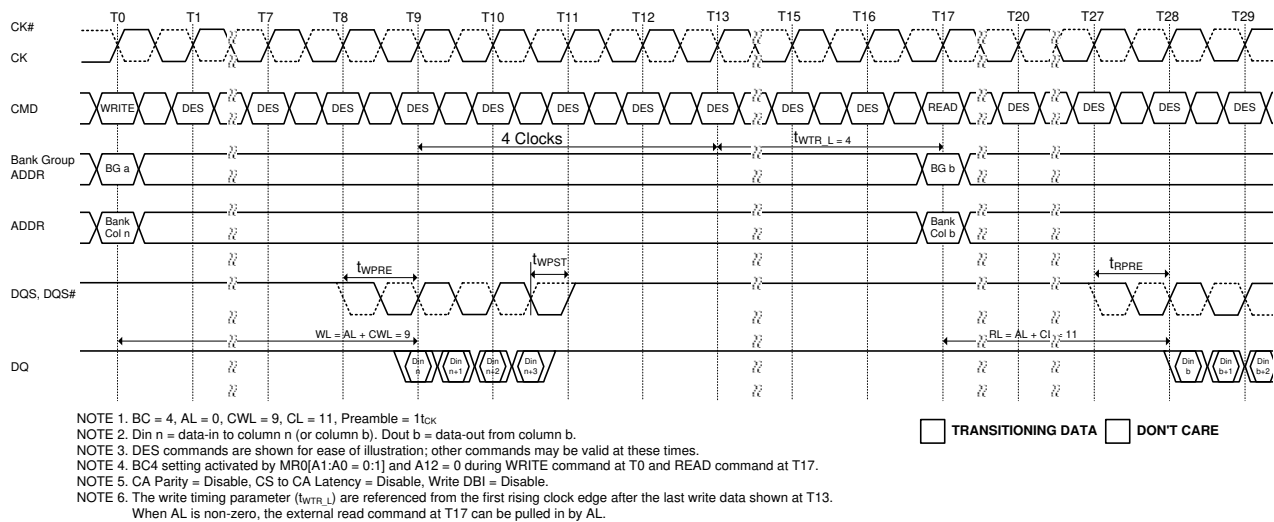 T0 T1 T7 T8 T9 T10 T11 T12 T13 T15 T16 T17 T20 T27 T28 T29
CK#
CK
CMD WRITE DES DES DES DES DES DES DES DES DES DES READ DES DES DES DES
4 Clocks tWTR_L = 4
Bank Group
ADDR
BG a BG b
ADDR
Bank Bank
Col n Col b
tWPRE tWPST tRPRE
DQS, DQS#
WL = AL + CWL = 9 RL = AL + CL = 11
DQ
Din Din Din Din Din Din Din
n n+1 n+2 n+3 b b+1 b+2
NOTE 1. BC = 4, AL = 0, CWL = 9, CL = 11, Preamble = 1tCK
NOTE 2. Din n = data-in to column n (or column b). Dout b = data-out from column b.
NOTE 3. DES commands are shown for ease of illustration; other commands may be valid at these times.
NOTE 4. BC4 setting activated by MR0[A1:A0 = 0:1] and A12 = 0 during WRITE command at T0 and READ command at T17.
NOTE 5. CA Parity = Disable, CS to CA Latency = Disable, Write DBI = Disable.
NOTE 6. The write timing parameter (tWTR_L) are referenced from the first rising clock edge after the last write data shown at T13.
When AL is non-zero, the external read command at T17 can be pulled in by AL.
TRANSITIONING DATA DON'T CARE